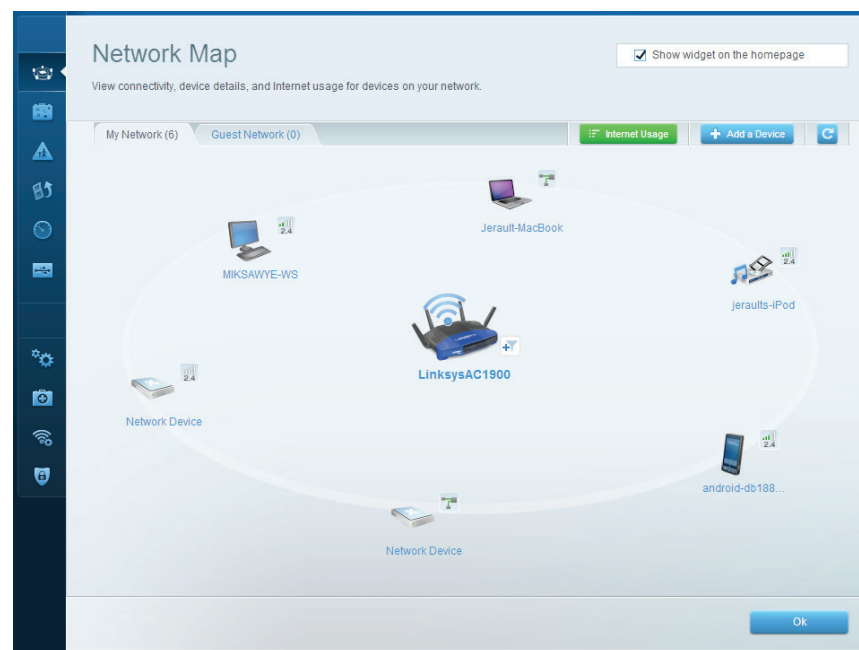 Network Map
Show widget on the homepage
View connectivity, device details, and Internet usage for devices on your network.
My Network (6)
Guest Network (0)
Internet Usage
Add a Device
Jerault-MacBook
2.4
MIKSAWYE-WS
2.4
jeraults-iPod
LinksysAC1900
2.4
Network Device
2.4
android-db188...
Network Device
Ok